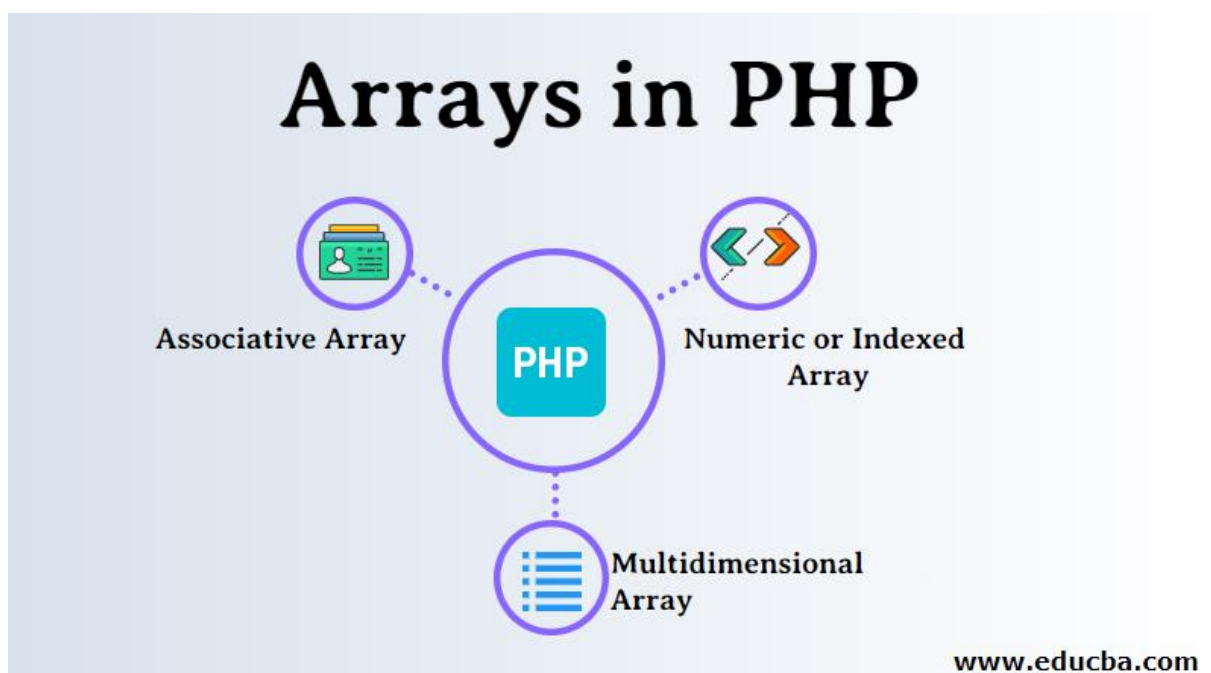 Arrays in PHP
Associative Array
PHP
Numeric or Indexed
Array
Multidimensional
Array
www.educba.com